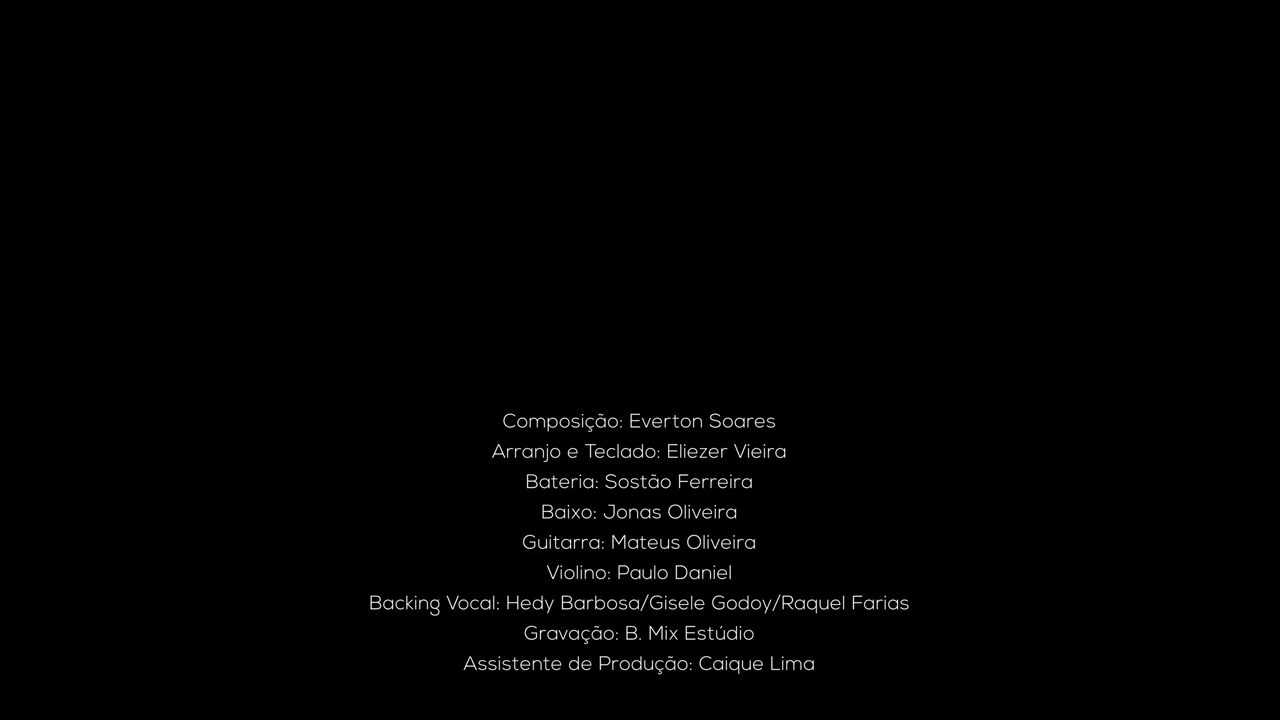 Composição: Everton Soares
Arranjo e Teclado: Eliezer Vieira
Bateria: Sostão Ferreira
Baixo: Jonas Oliveira
Guitarra: Mateus Oliveira
Violino: Paulo Daniel
Backing Vocal: Hedy Barbosa/Gisele Godoy/Raquel Farias
Gravação: B. Mix Estúdio
Assistente de Produção: Caique Lima